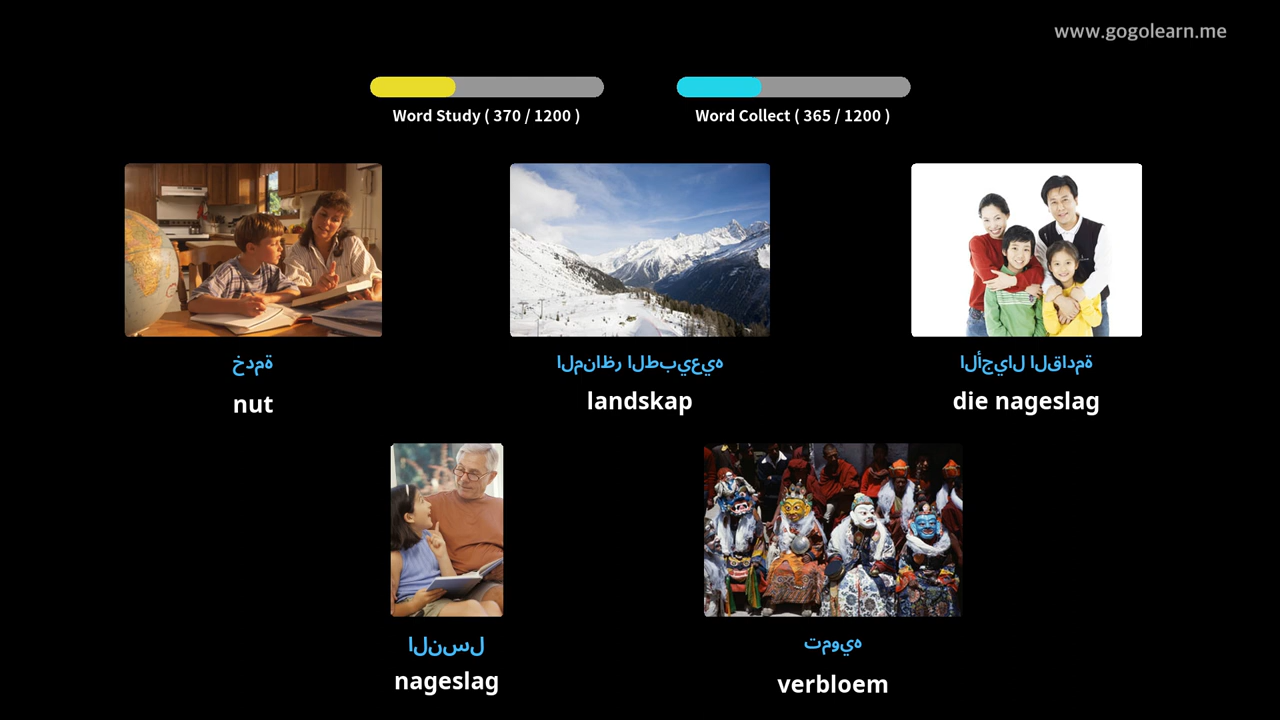 www.gogolearn.me
Word Study ( 370 / 1200 )
Word Collect ( 365 / 1200 )
خدمة
nut
المناظر الطبيعيه
landskap
الأجيال القادمة
die nageslag
النسل
nageslag
تمويه
verbloem